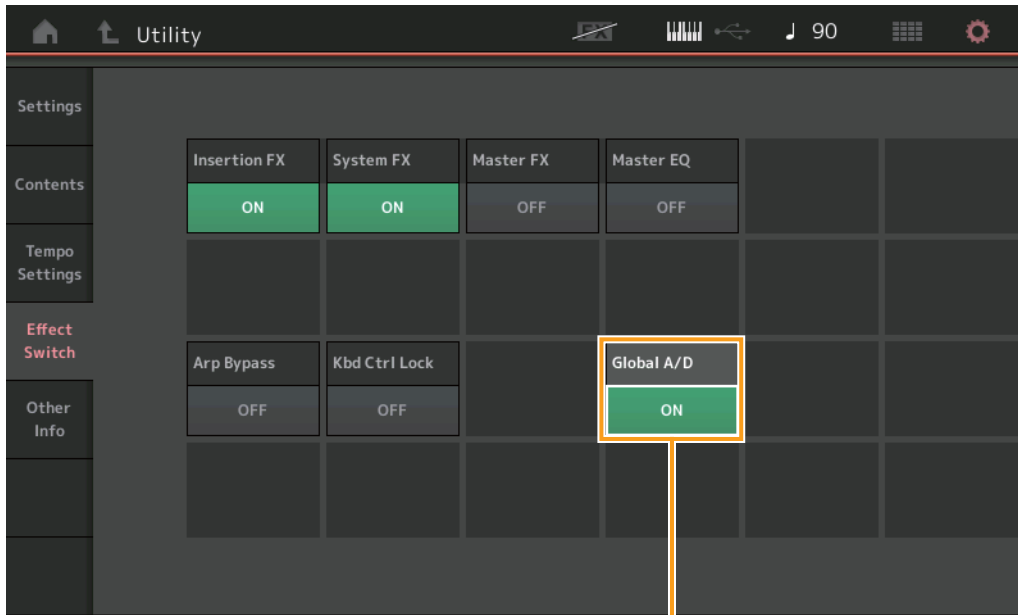 Utility
FX
90
Settings
Contents
Tempo
Settings
Effect
Switch
Other
Info
Insertion FX
System FX
Master FX
Master EQ
ON
ON
OFF
OFF
Arp Bypass
Kbd Ctrl Lock
Global A/D
OFF
OFF
ON